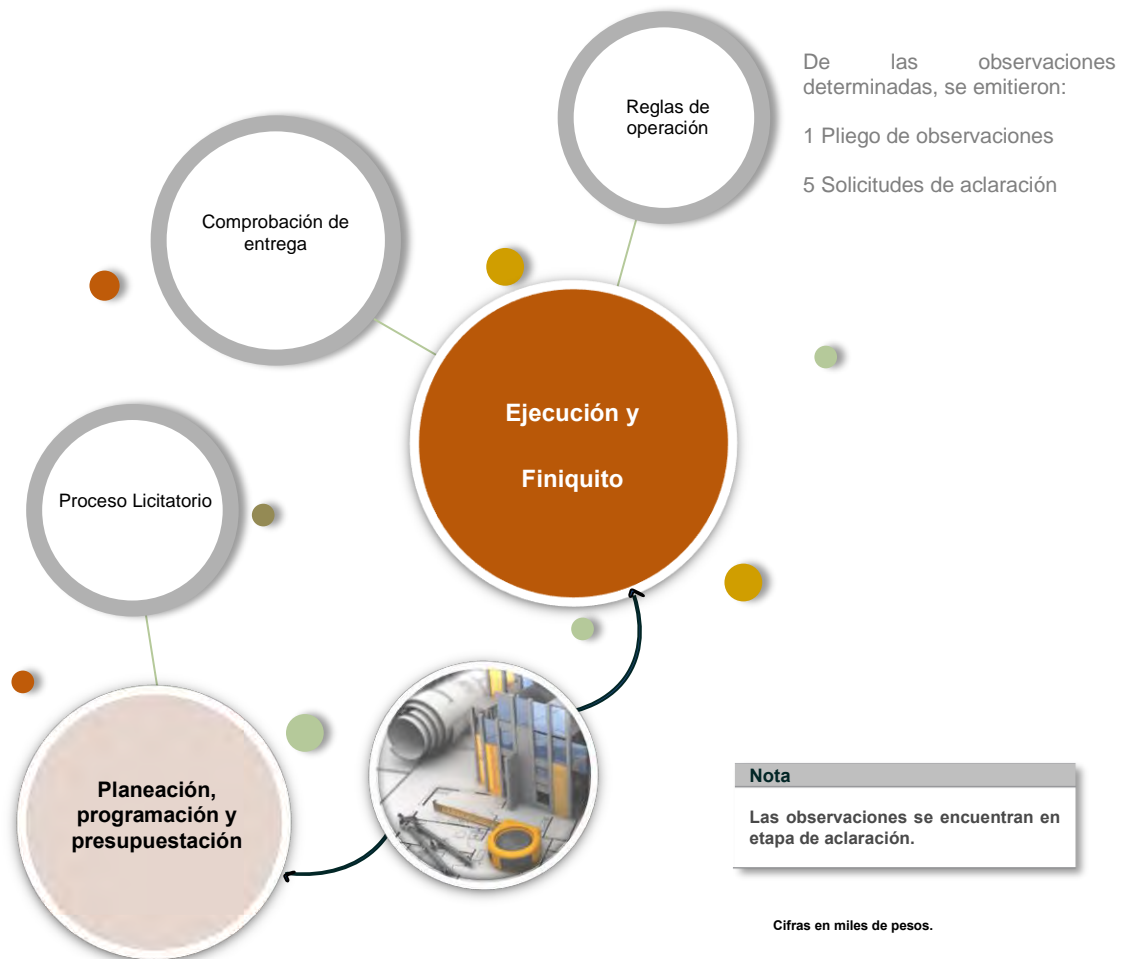 De las observaciones
determinadas, se emitieron:
1 Pliego de observaciones
5 Solicitudes de aclaración
Reglas de
operación
Comprobación de
entrega
Ejecución y
Finiquito
Proceso Licitatorio
Planeación,
programación y
presupuestación
Nota
Las observaciones se encuentran en
etapa de aclaración.
Cifras en miles de pesos.